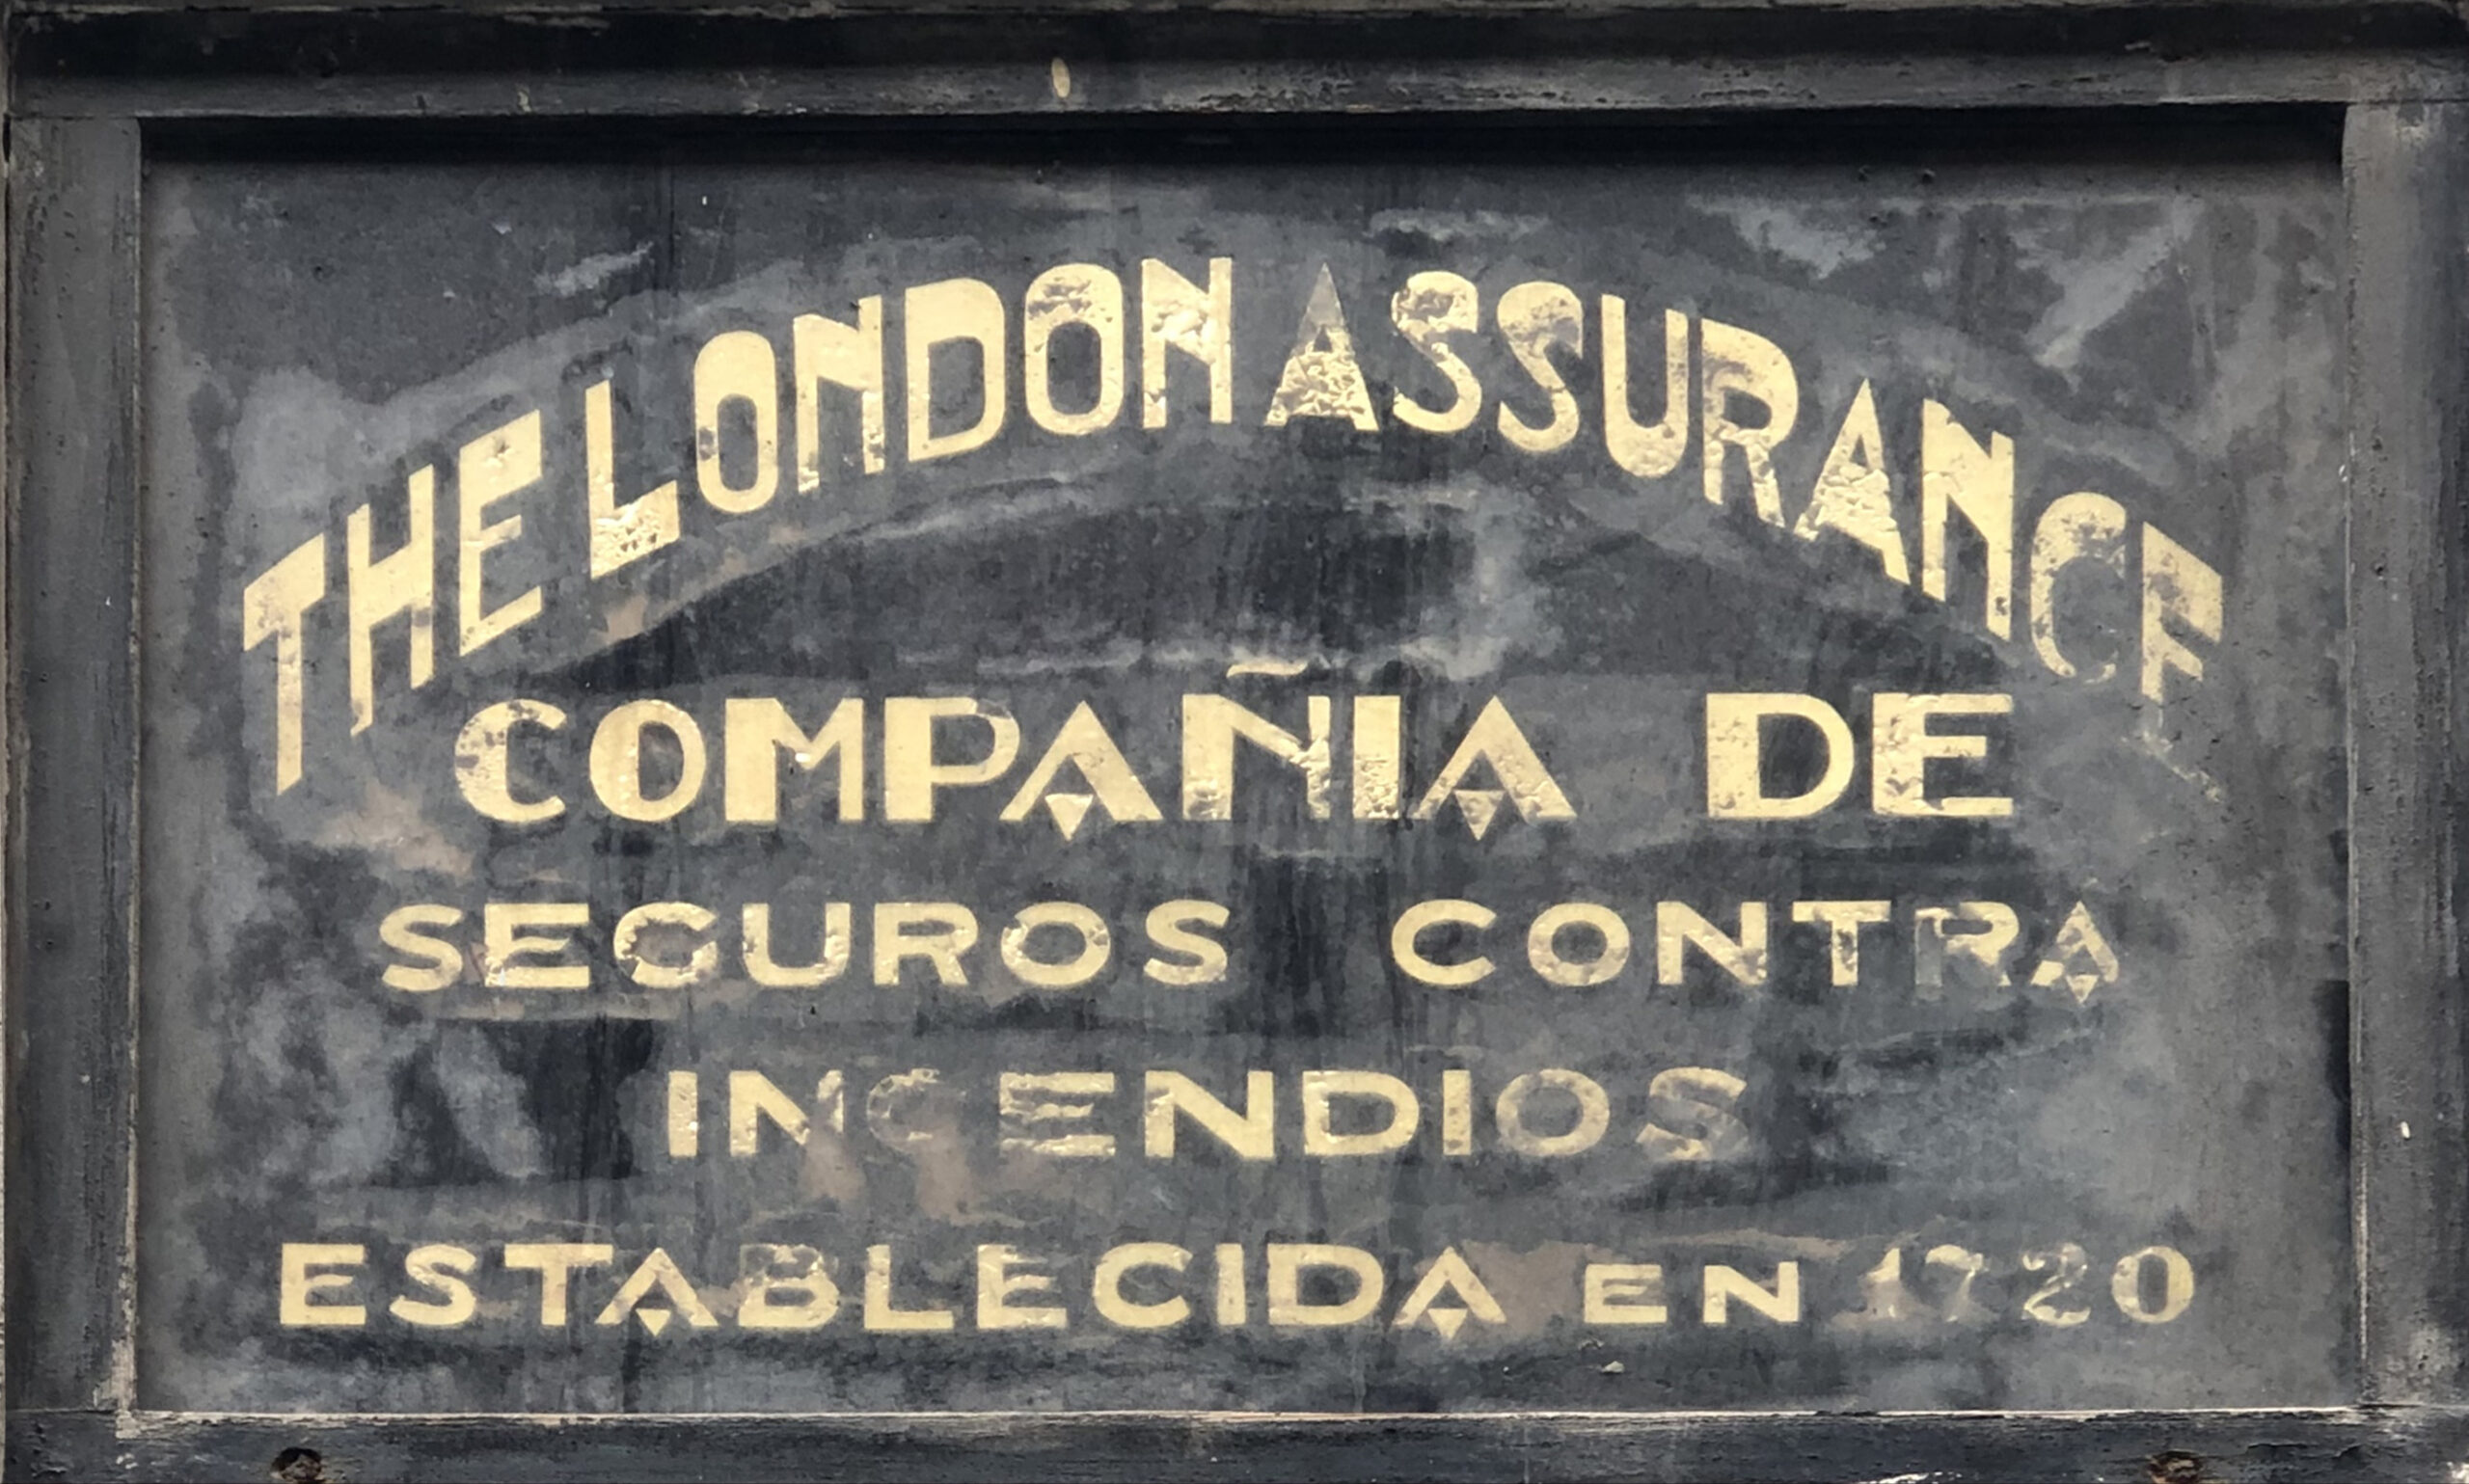 THE LONDON ASSURANCE
COMPAÑIA DE
SEGUROS CONTRA
INCENDIOS
ESTABLECIDA EN 1720